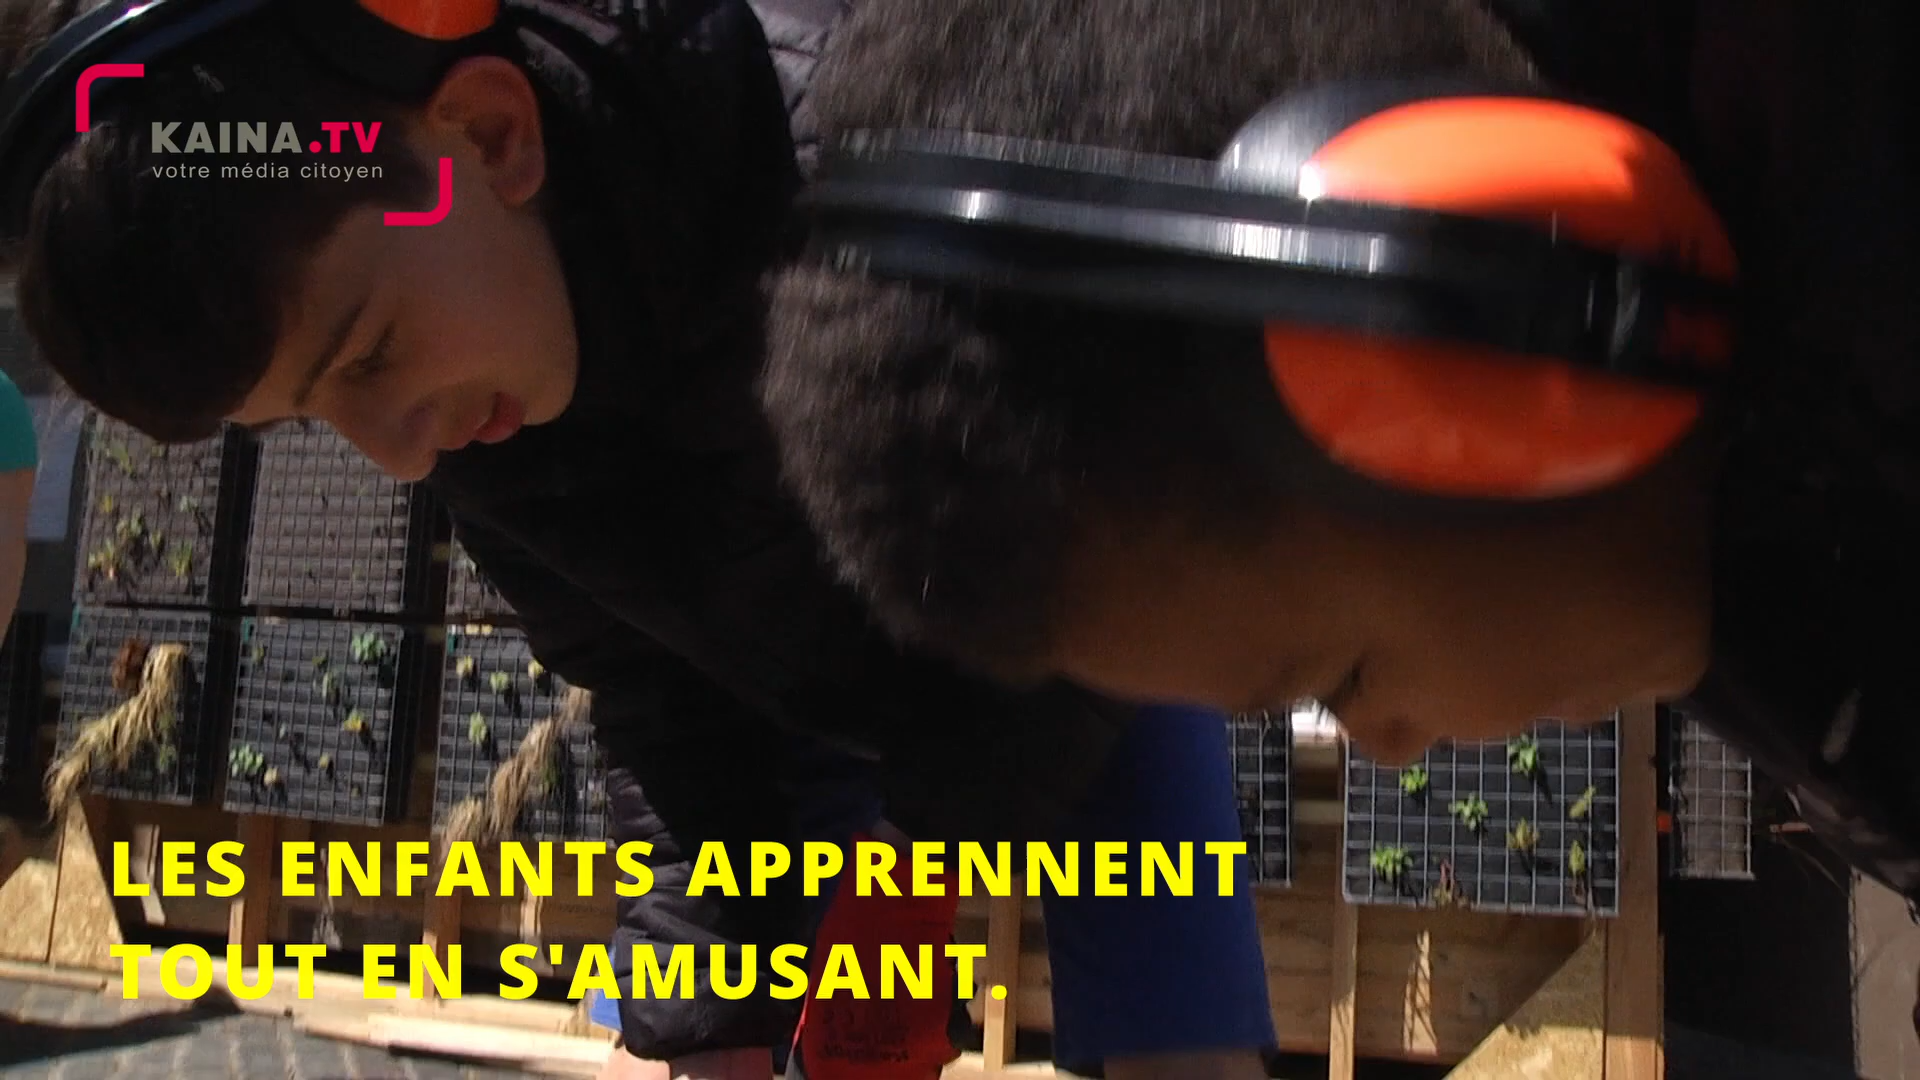 KAINA.TV
votre média citoyen
LES ENFANTS APPRENNENT
TOUT EN S'AMUSANT.